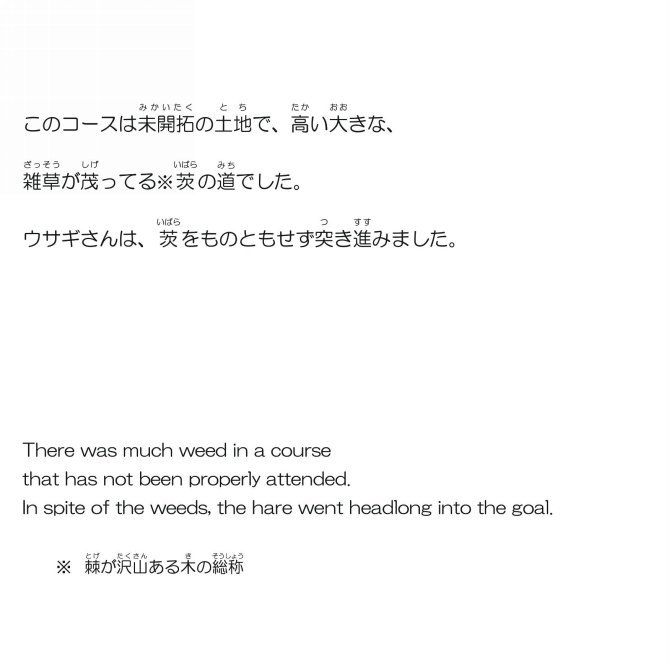 このコースは未開拓の土地で、高い大きな、
雑草が茂ってる※茨の道でした。
ウサギさんは、茨をものともせず突き進みました。
There was much weed in a course
that has not been properly attended.
In spite of the weeds, the hare went headlong into the goal.
※ 棘が沢山ある木の総称